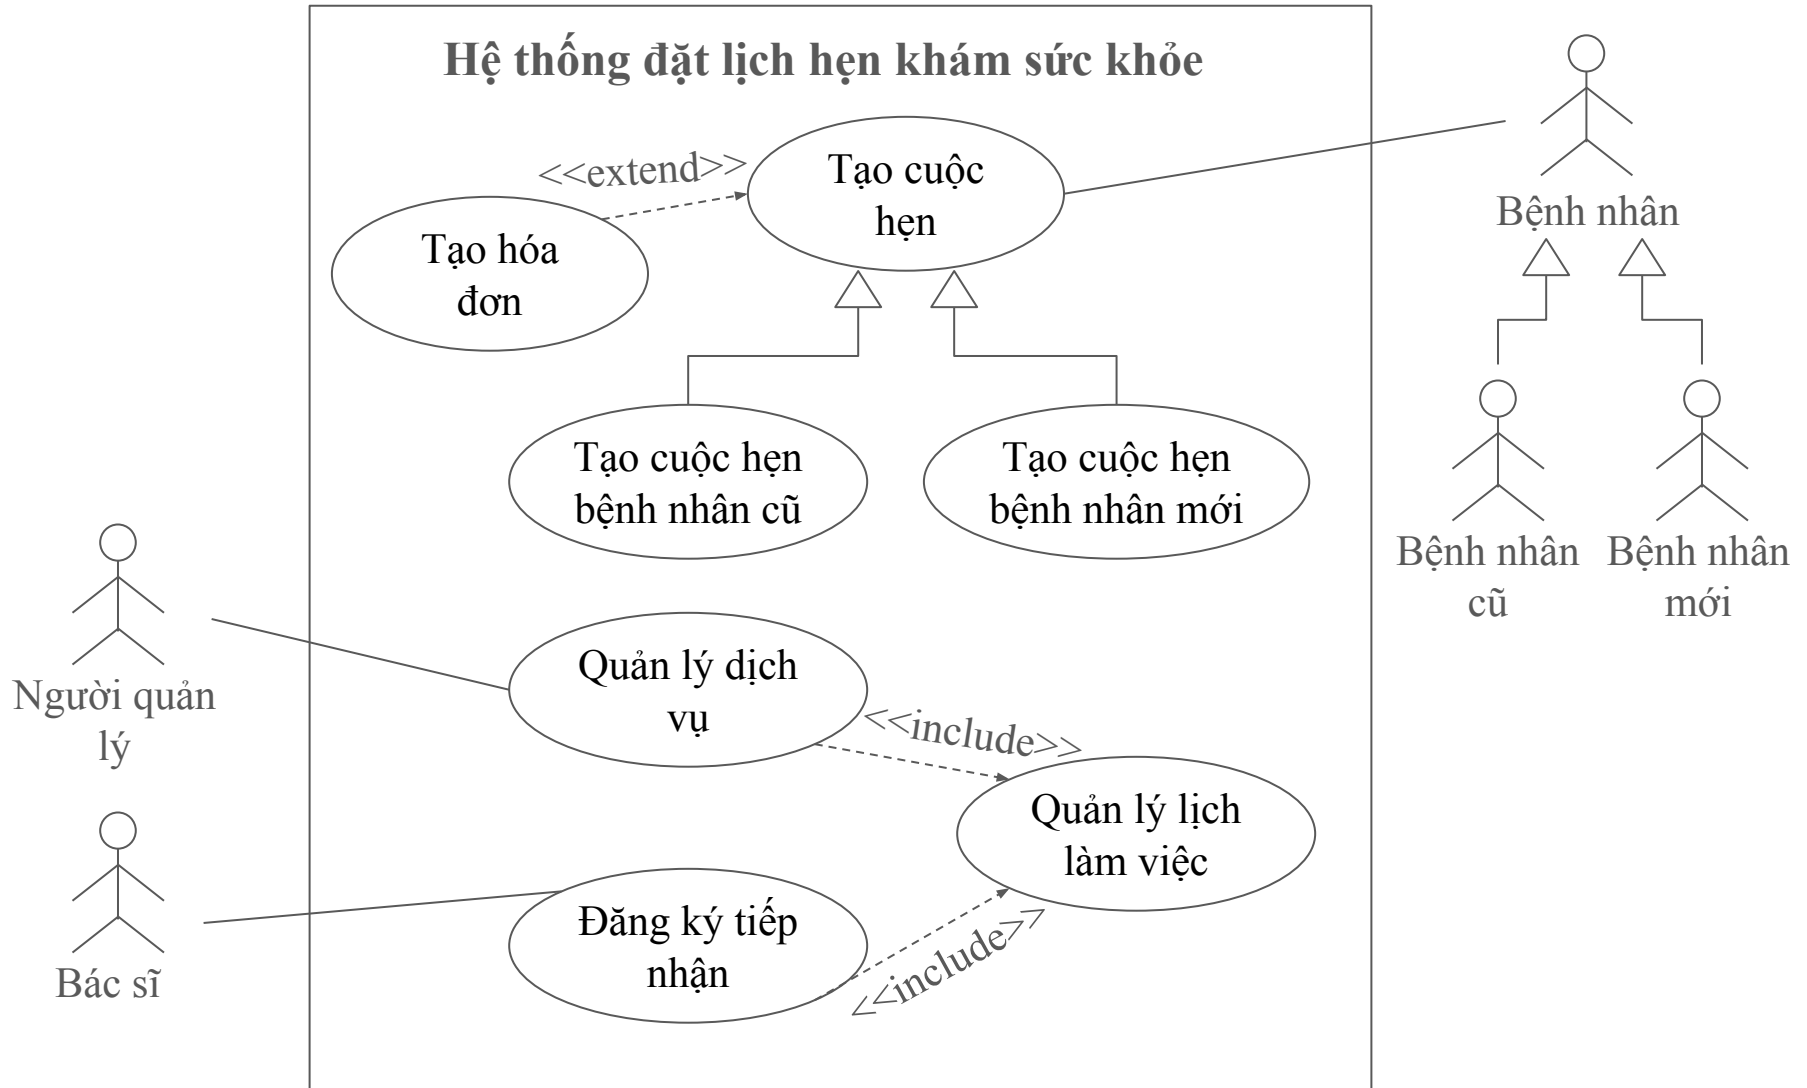 Hệ thống đặt lịch hẹn khám sức khỏe
<<extend>>
Tạo cuộc
hẹn
Bệnh nhân
Tạo hóa
đơn
Tạo cuộc hẹn
bệnh nhân cũ
Tạo cuộc hẹn
bệnh nhân mới
Bệnh nhân
cũ
Bệnh nhân
mới
Người quản
lý
Quản lý dịch
vụ
<<include>>
Quản lý lịch
làm việc
Bác sĩ
Đăng ký tiếp
nhận
<<include>>